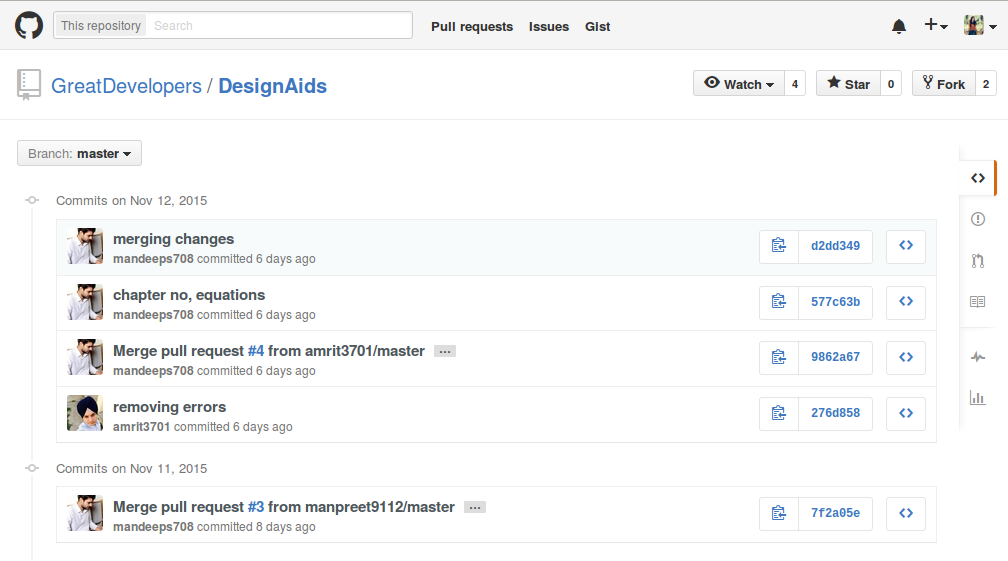 This repository Search Pull requests Issues Gist
GreatDevelopers / DesignAids Watch 4 Star 0 Fork 2
Branch: master
Commits on Nov 12, 2015
merging changes
mandeeps708 committed 6 days ago
d2dd349
chapter no, equations
mandeeps708 committed 6 days ago
577c63b
Merge pull request #4 from amrit3701/master …
mandeeps708 committed 6 days ago
9862a67
removing errors
amrit3701 committed 6 days ago
276d858
Commits on Nov 11, 2015
Merge pull request #3 from manpreet9112/master …
mandeeps708 committed 8 days ago
7f2a05e